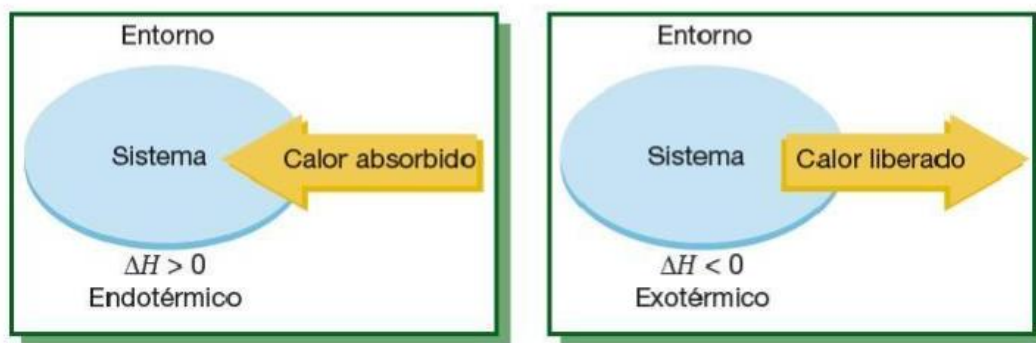 Entorno
Sistema
Calor absorbido
ΔH > 0
Endotérmico
Entorno
Sistema
Calor liberado
ΔH < 0
Exotérmico